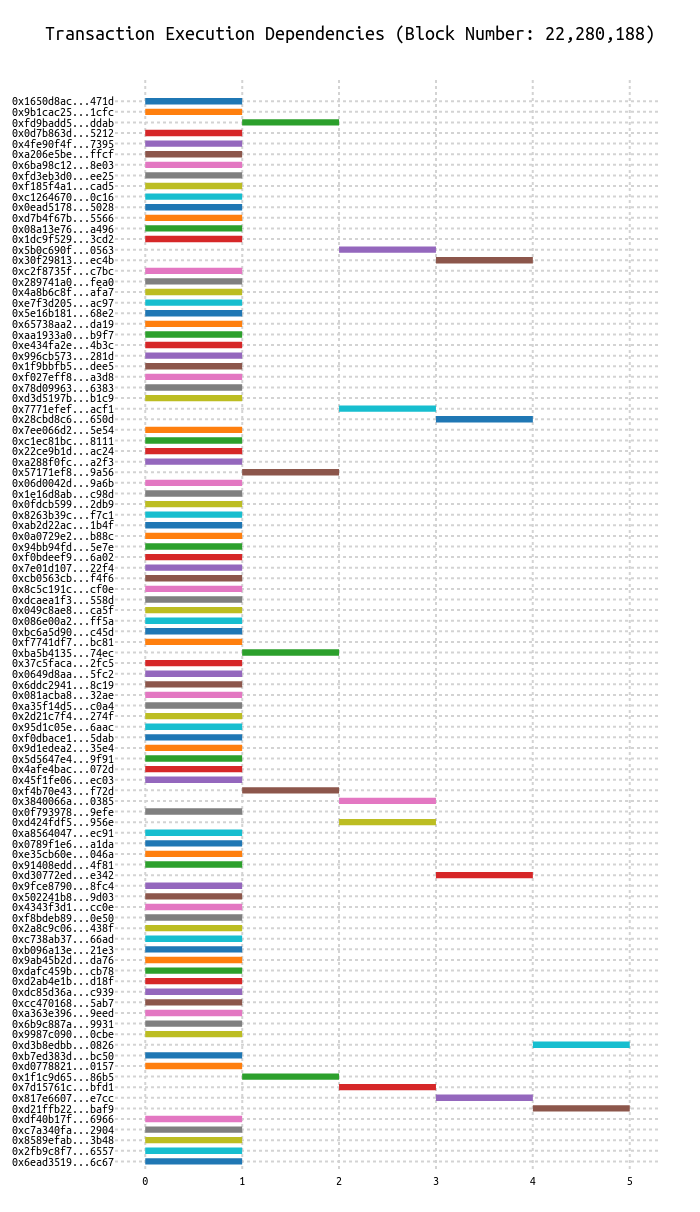 Transaction Execution Dependencies (Block Number: 22,280,188)
0x1650d8ac...471d
0x9b1cac25...1cfc
0xfd9badd5...ddab
0x0d7b863d...5212
0x4fe90f4f...7395
0xa206e5be...ffcf
0x6ba98c12...8e03
0xfd3eb3d0...ee25
0xf185f4a1...cad5
0xc1264670...0c16
0x0ead5178...5028
0xd7b4f67b...5566
0x08a13e76...a496
0x1dc9f529...3cd2
0x5b0c690f...0563
0x30f29813...ec4b
0xc2f8735f...c7bc
0x289741a0...fea0
0x4a8b6c8f...afa7
0xe7f3d205...ac97
0x5e16b181...68e2
0x65738aa2...da19
0xaa1933a0...b9f7
0xe434fa2e...4b3c
0x996cb573...281d
0x1f9bbfb5...dee5
0xf027eff8...a3d8
0x78d09963...6383
0xd3d5197b...b1c9
0x7771efef...acf1
0x28cbd8c6...650d
0x7ee066d2...5e54
0xc1ec81bc...8111
0x22ce9b1d...ac24
0xa288f0fc...a2f3
0x57171ef8...9a56
0x06d0042d...9a6b
0x1e16d8ab...c98d
0x0fdcb599...2db9
0x8263b39c...f7c1
0xab2d22ac...1b4f
0x0a0729e2...b88c
0x94bb94fd...5e7e
0xf0bdeef9...6a02
0x7e01d107...22f4
0xcb0563cb...f4f6
0x8c5c191c...cf0e
0xdcaea1f3...558d
0x049c8ae8...ca5f
0x086e00a2...ff5a
0xbc6a5d90...c45d
0xf7741df7...bc81
0xba5b4135...74ec
0x37c5faca...2fc5
0x0649d8aa...5fc2
0x6ddc2941...8c19
0x081acba8...32ae
0xa35f14d5...c0a4
0x2d21c7f4...274f
0x95d1c05e...6aac
0xf0dbace1...5dab
0x9d1edea2...35e4
0x5d5647e4...9f91
0x4afe4bac...072d
0x45f1fe06...ec03
0xf4b70e43...f72d
0x3840066a...0385
0x0f793978...9efe
0xd424fdf5...956e
0xa8564047...ec91
0x0789f1e6...a1da
0xe35cb60e...046a
0x91408edd...4f81
0xd30772ed...e342
0x9fce8790...8fc4
0x502241b8...9d03
0x4343f3d1...cc0e
0xf8bdeb89...0e50
0x2a8c9c06...438f
0xc738ab37...66ad
0xb096a13e...21e3
0x9ab45b2d...da76
0xdafc459b...cb78
0xd2ab4e1b...d18f
0xdc85d36a...c939
0xcc470168...5ab7
0xa363e396...9eed
0x6b9c887a...9931
0x9987c090...0cbe
0xd3b8edbb...0826
0xb7ed383d...bc50
0xd0778821...0157
0x1f1c9d65...86b5
0x7d15761c...bfd1
0x817e6607...e7cc
0xd21ffb22...baf9
0xdf40b17f...6966
0xc7a340fa...2904
0x8589efab...3b48
0x2fb9c8f7...6557
0x6ead3519...6c67
0 1 2 3 4 5